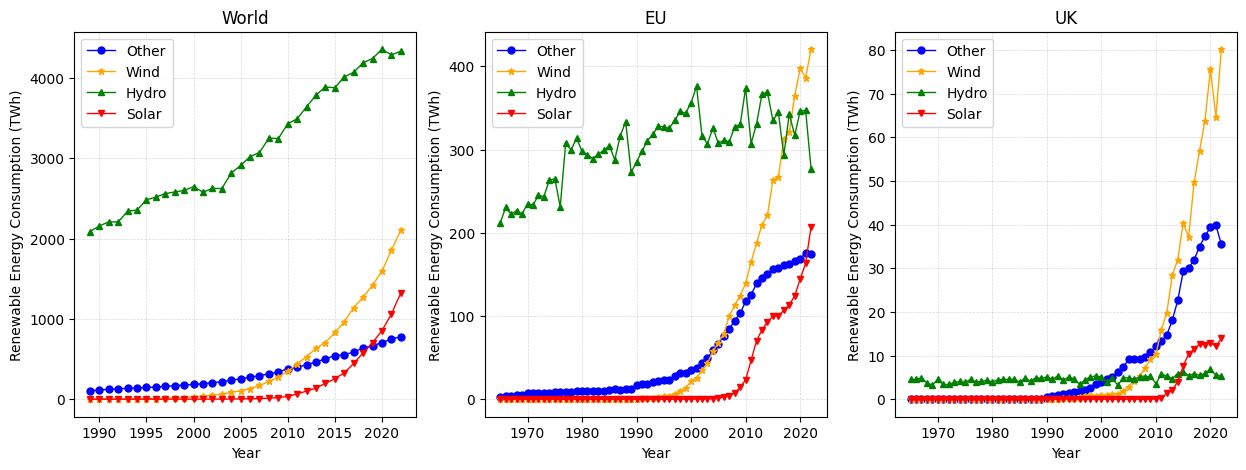 World
Other
Wind
Hydro
Solar
Renewable Energy Consumption (TWh)
4000
3000
2000
1000
0
1990 1995 2000 2005 2010 2015 2020
Year
EU
Other
Wind
Hydro
Solar
Renewable Energy Consumption (TWh)
400
300
200
100
0
1970 1980 1990 2000 2010 2020
Year
UK
Other
Wind
Hydro
Solar
Renewable Energy Consumption (TWh)
80
70
60
50
40
30
20
10
0
1970 1980 1990 2000 2010 2020
Year